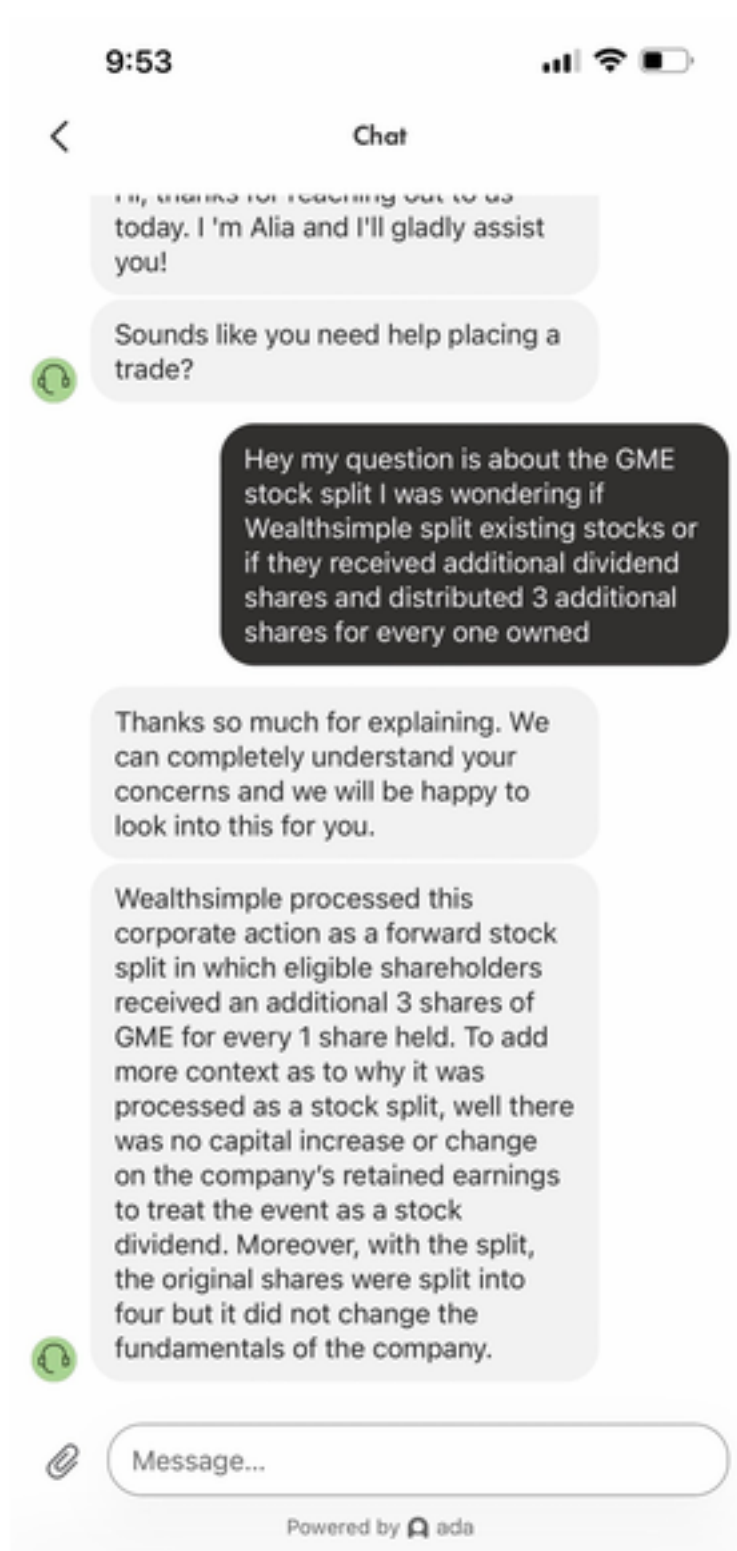 9:53
Chat
Hi, thanks for reaching out to us
today. I 'm Alia and I'll gladly assist
you!
Sounds like you need help placing a
trade?
Hey my question is about the GME
stock split I was wondering if
Wealthsimple split existing stocks or
if they received additional dividend
shares and distributed 3 additional
shares for every one owned
Thanks so much for explaining. We
can completely understand your
concerns and we will be happy to
look into this for you.
Wealthsimple processed this
corporate action as a forward stock
split in which eligible shareholders
received an additional 3 shares of
GME for every 1 share held. To add
more context as to why it was
processed as a stock split, well there
was no capital increase or change
on the company's retained earnings
to treat the event as a stock
dividend. Moreover, with the split,
the original shares were split into
four but it did not change the
fundamentals of the company.
Message...
Powered by ada